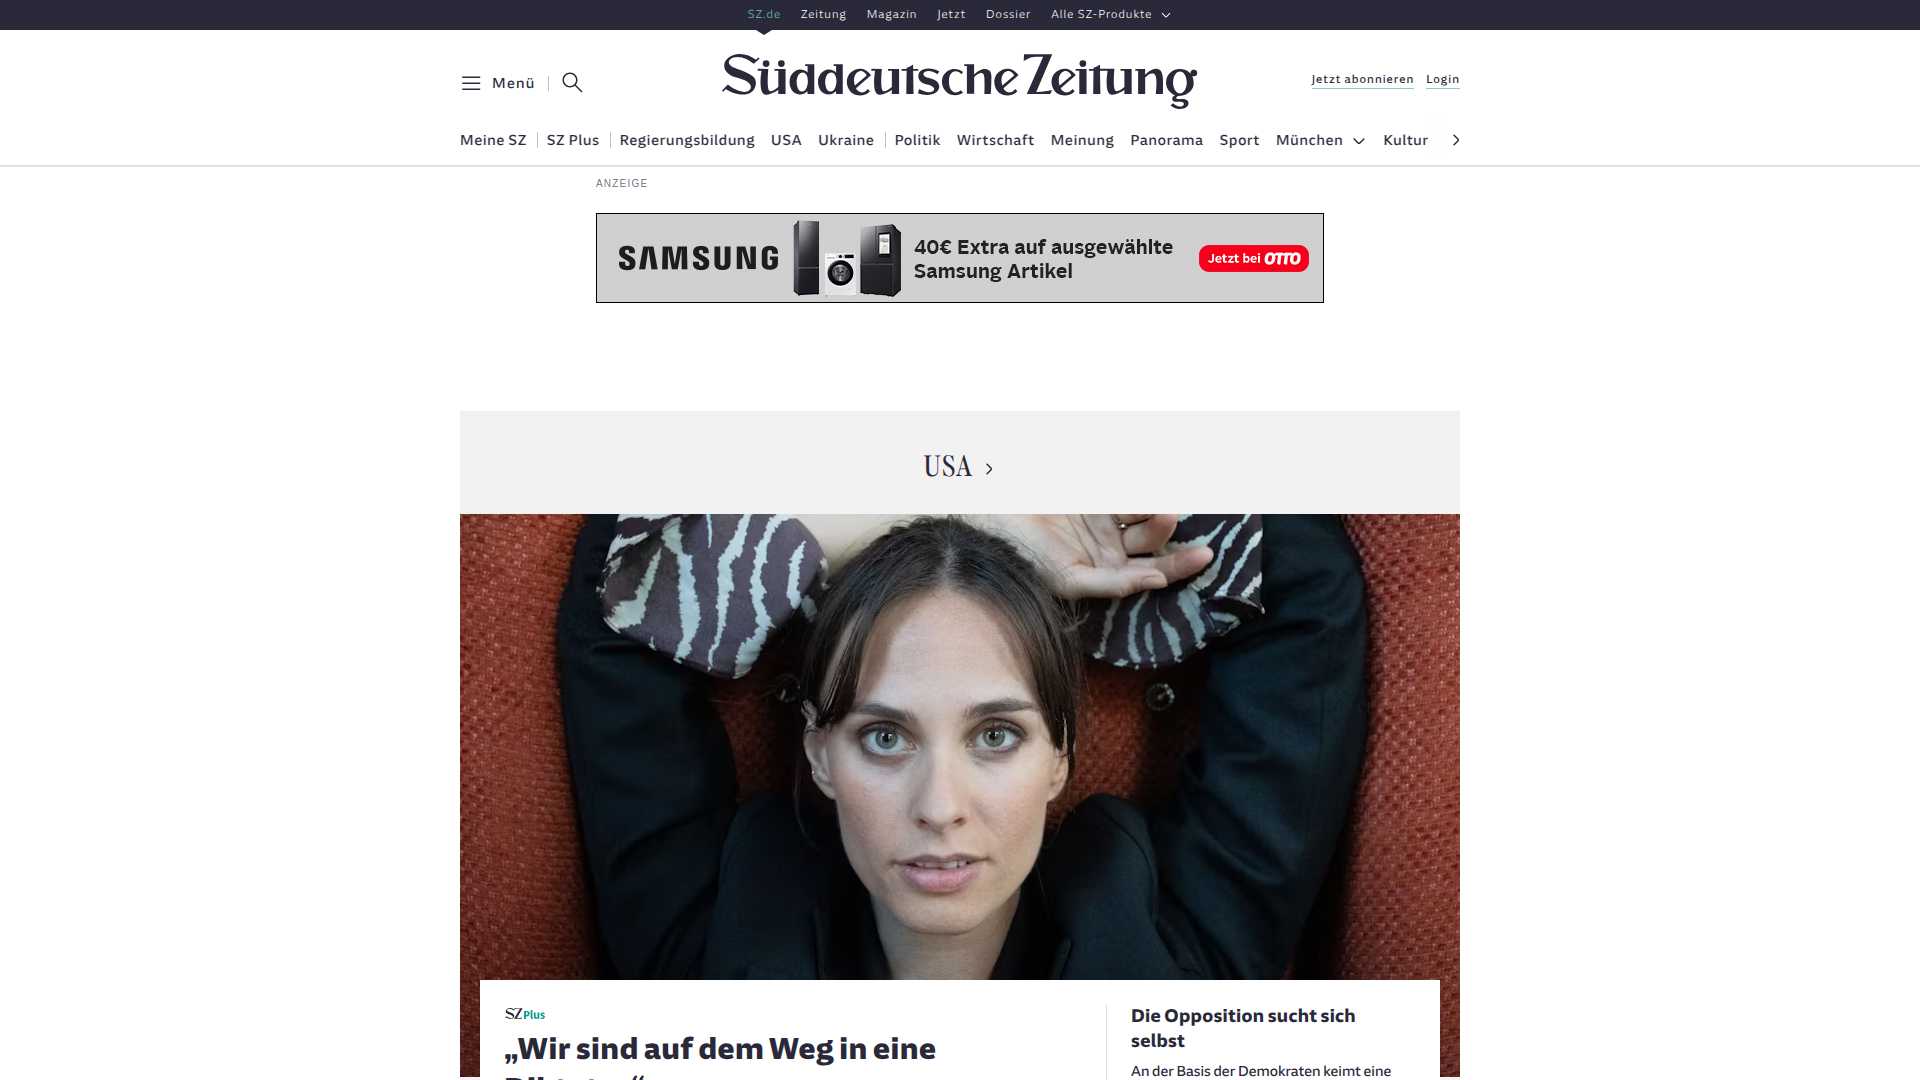 SZ.de Zeitung Magazin Jetzt Dossier Alle SZ-Produkte
Menü
Süddeutsche Zeitung
Jetzt abonnieren Login
Meine SZ SZ Plus Regierungsbildung USA Ukraine Politik Wirtschaft Meinung Panorama Sport München Kultur
ANZEIGE
SAMSUNG
40€ Extra auf ausgewählte
Samsung Artikel
Jetzt bei OTTO
USA
SZ Plus
„Wir sind auf dem Weg in eine
Die Opposition sucht sich
selbst
An der Basis der Demokraten keimt eine